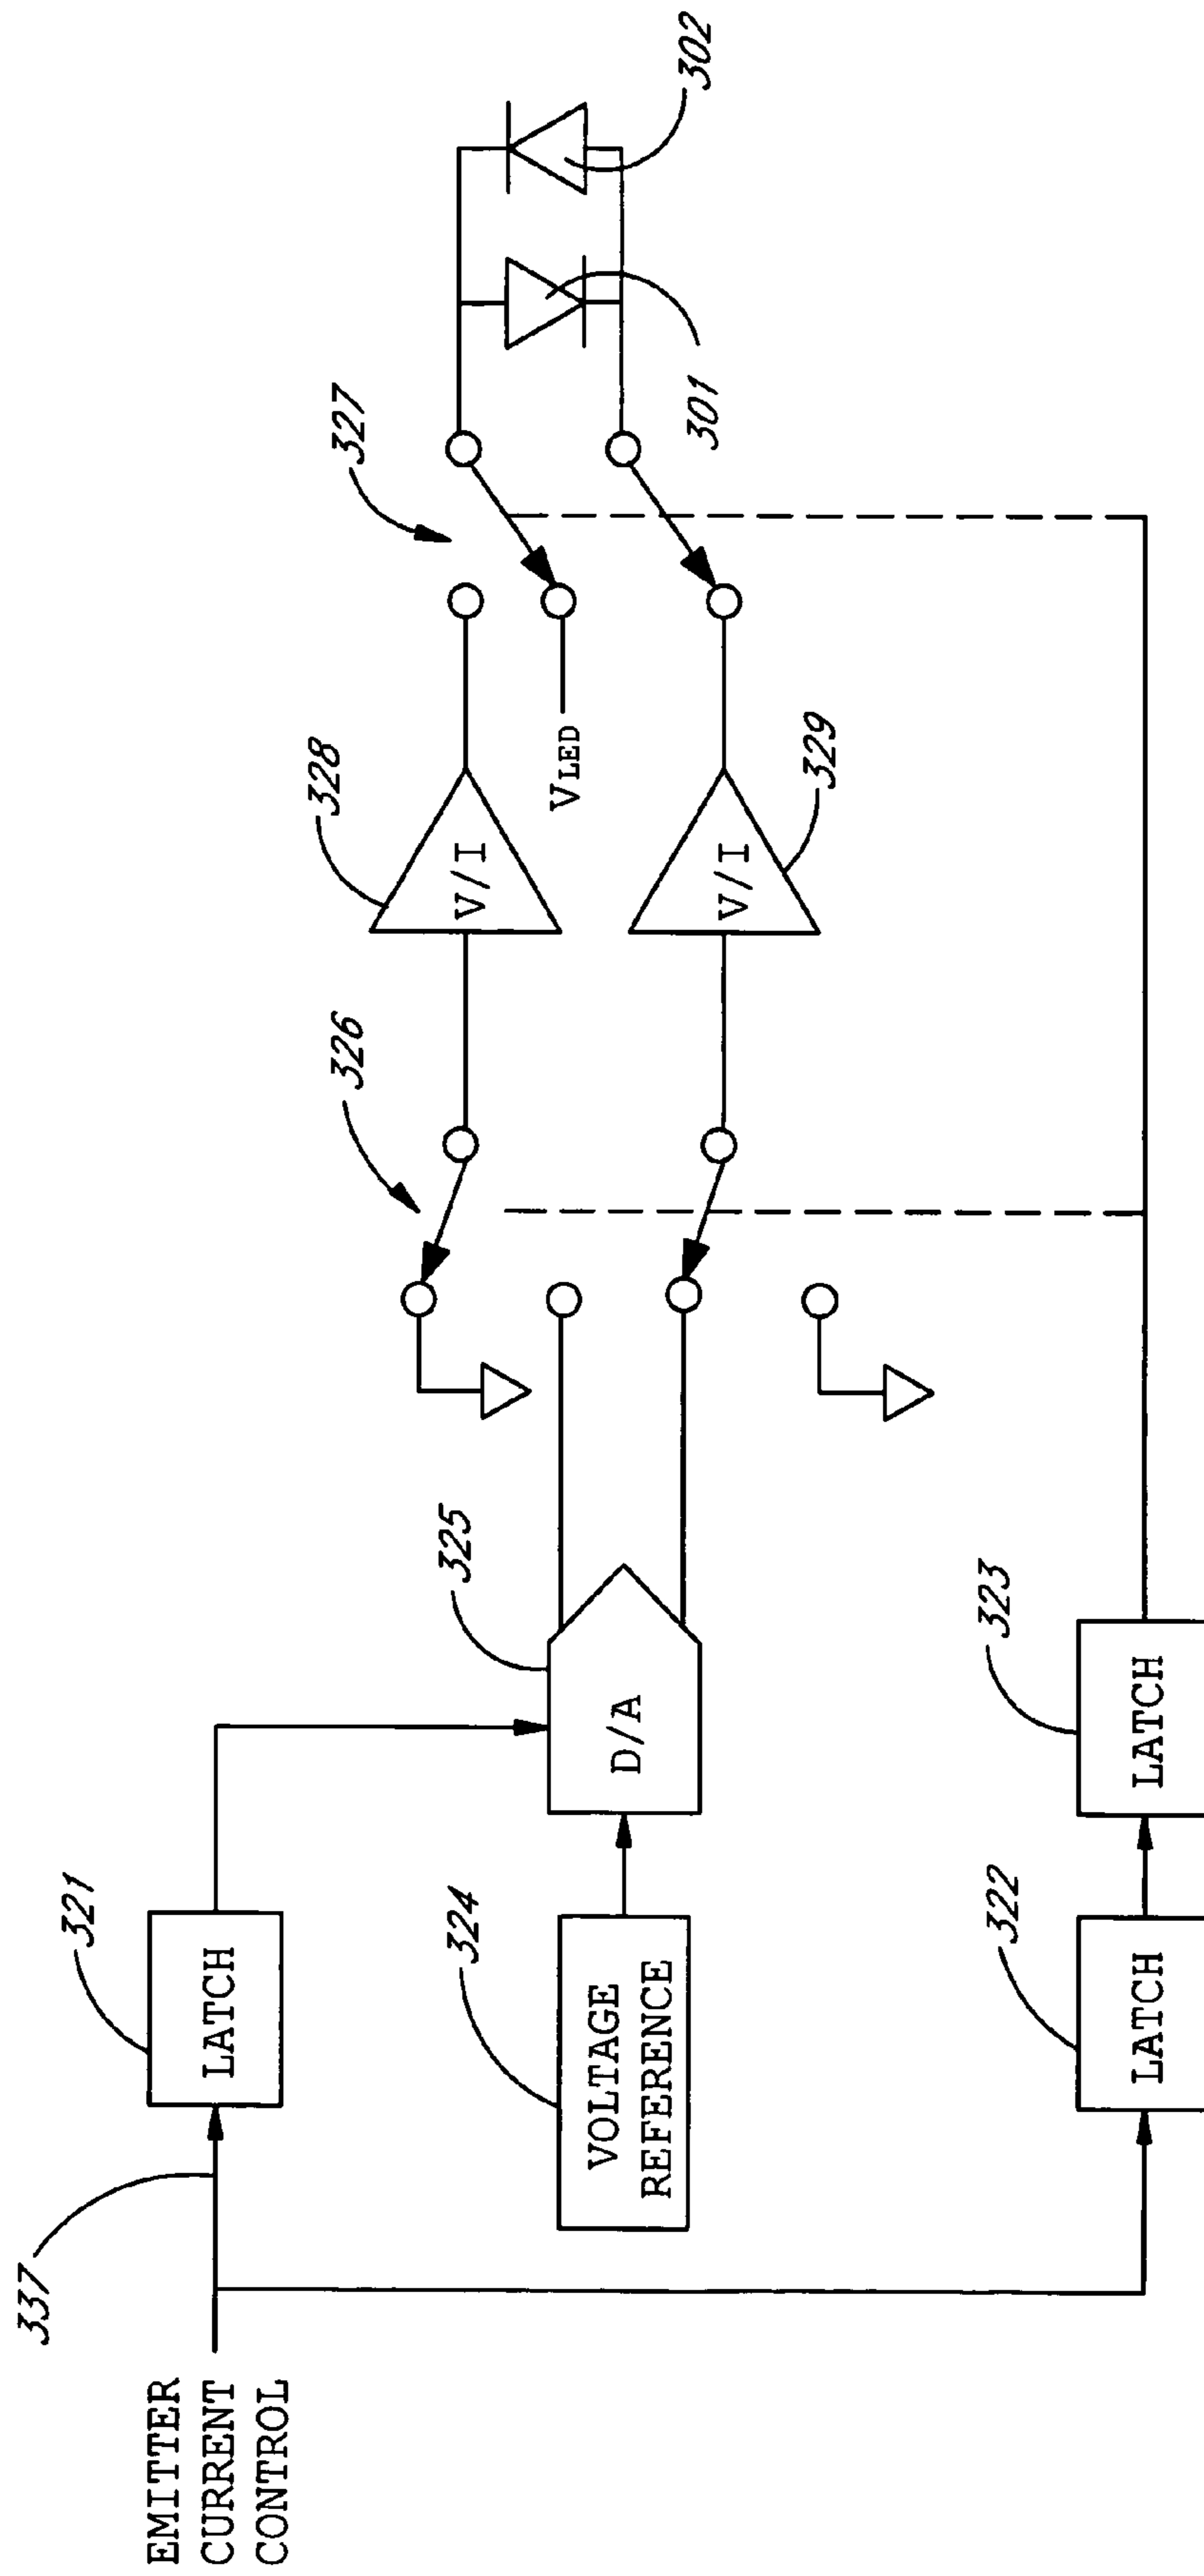 EMITTER
CURRENT
CONTROL
337
321
LATCH
324
VOLTAGE
REFERENCE
325
D/A
322
LATCH
323
LATCH
326
328
V/I
329
V/I
VLED
327
301
302